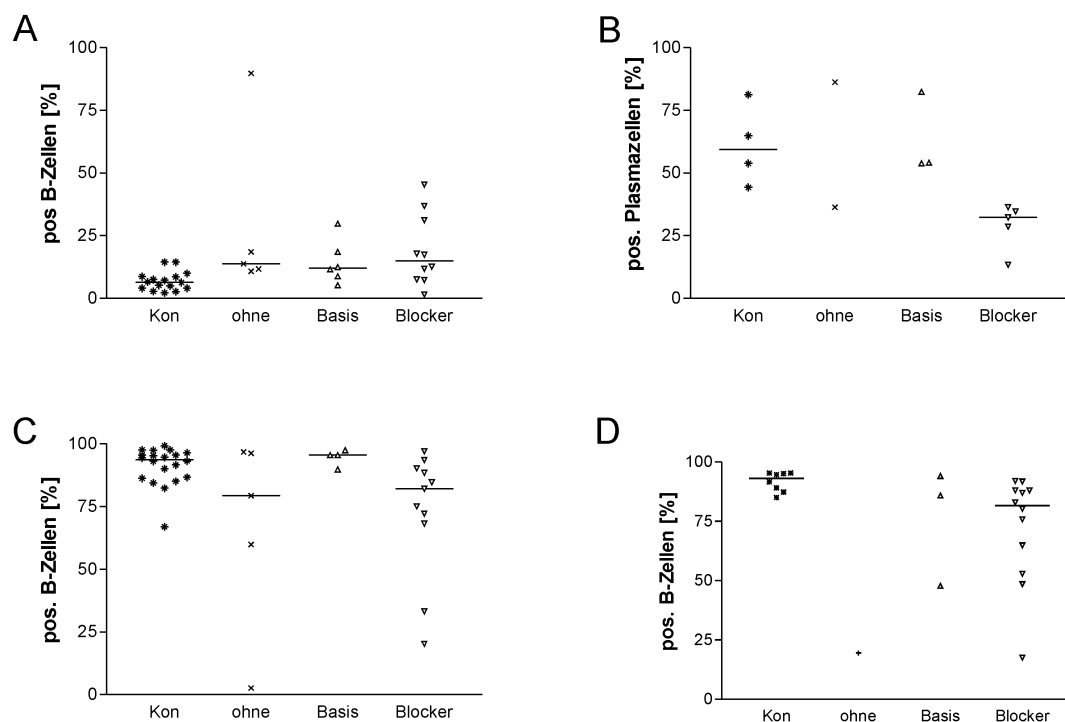 A
pos B-Zellen [%]
100
75
50
25
0
Kon ohne Basis Blocker
B
pos. Plasmazellen [%]
100
75
50
25
0
Kon ohne Basis Blocker
C
pos. B-Zellen [%]
100
75
50
25
0
Kon ohne Basis Blocker
D
pos. B-Zellen [%]
100
75
50
25
0
Kon ohne Basis Blocker